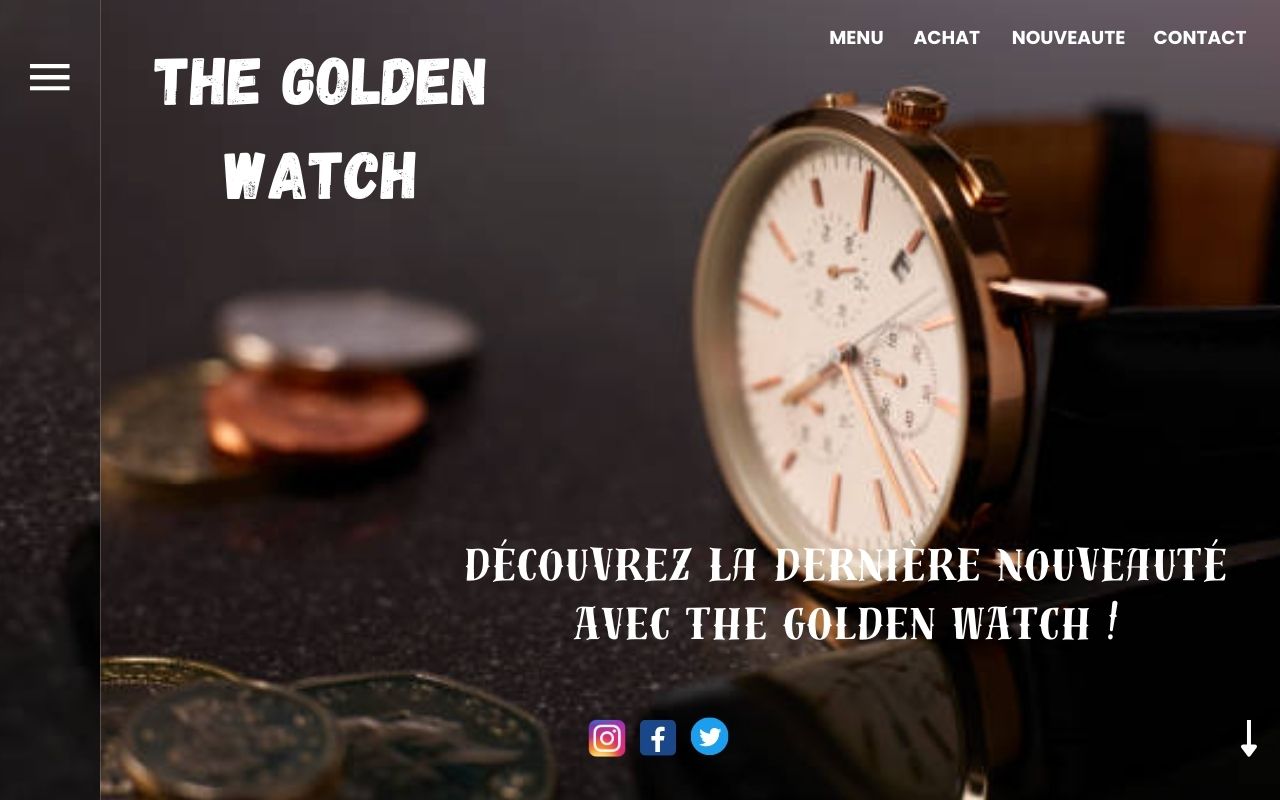 MENU ACHAT NOUVEAUTE CONTACT
THE GOLDEN
WATCH
DÉCOUVREZ LA DERNIÈRE NOUVEAUTÉ
AVEC THE GOLDEN WATCH !